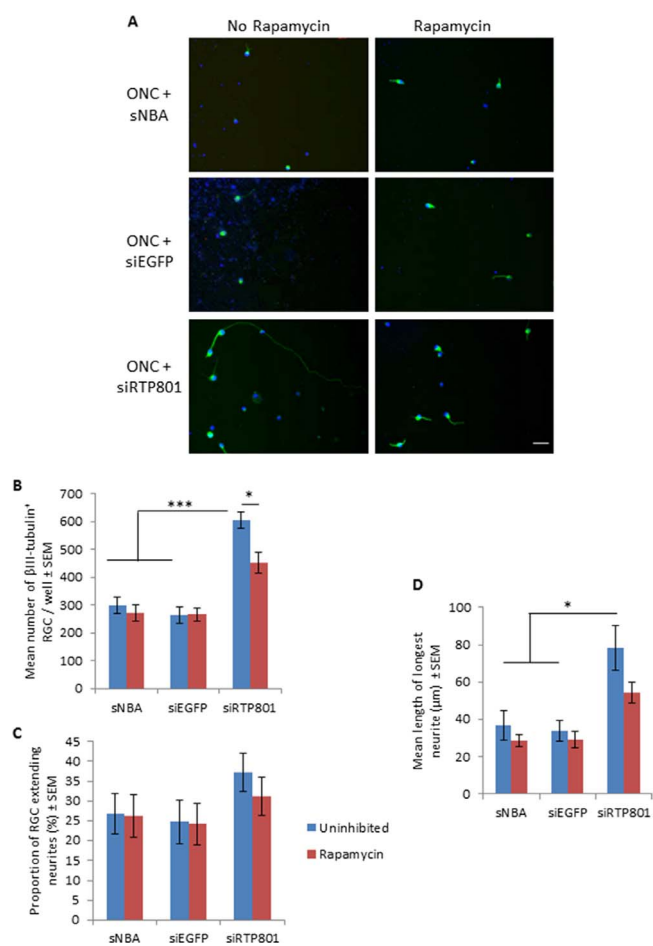 A
No Rapamycin
Rapamycin
ONC +
sNBA
ONC +
siEGFP
ONC +
siRTP801
B
Mean number of βIII-tubulin⁺
RGC / well ± SEM
700
600
500
400
300
200
100
0
***
*
sNBA
siEGFP
siRTP801
C
Proportion of RGC extending
neurites (%) ± SEM
45
40
35
30
25
20
15
10
5
0
sNBA
siEGFP
siRTP801
Uninhibited
Rapamycin
D
Mean length of longest
neurite (μm) ± SEM
100
80
60
40
20
0
*
sNBA
siEGFP
siRTP801